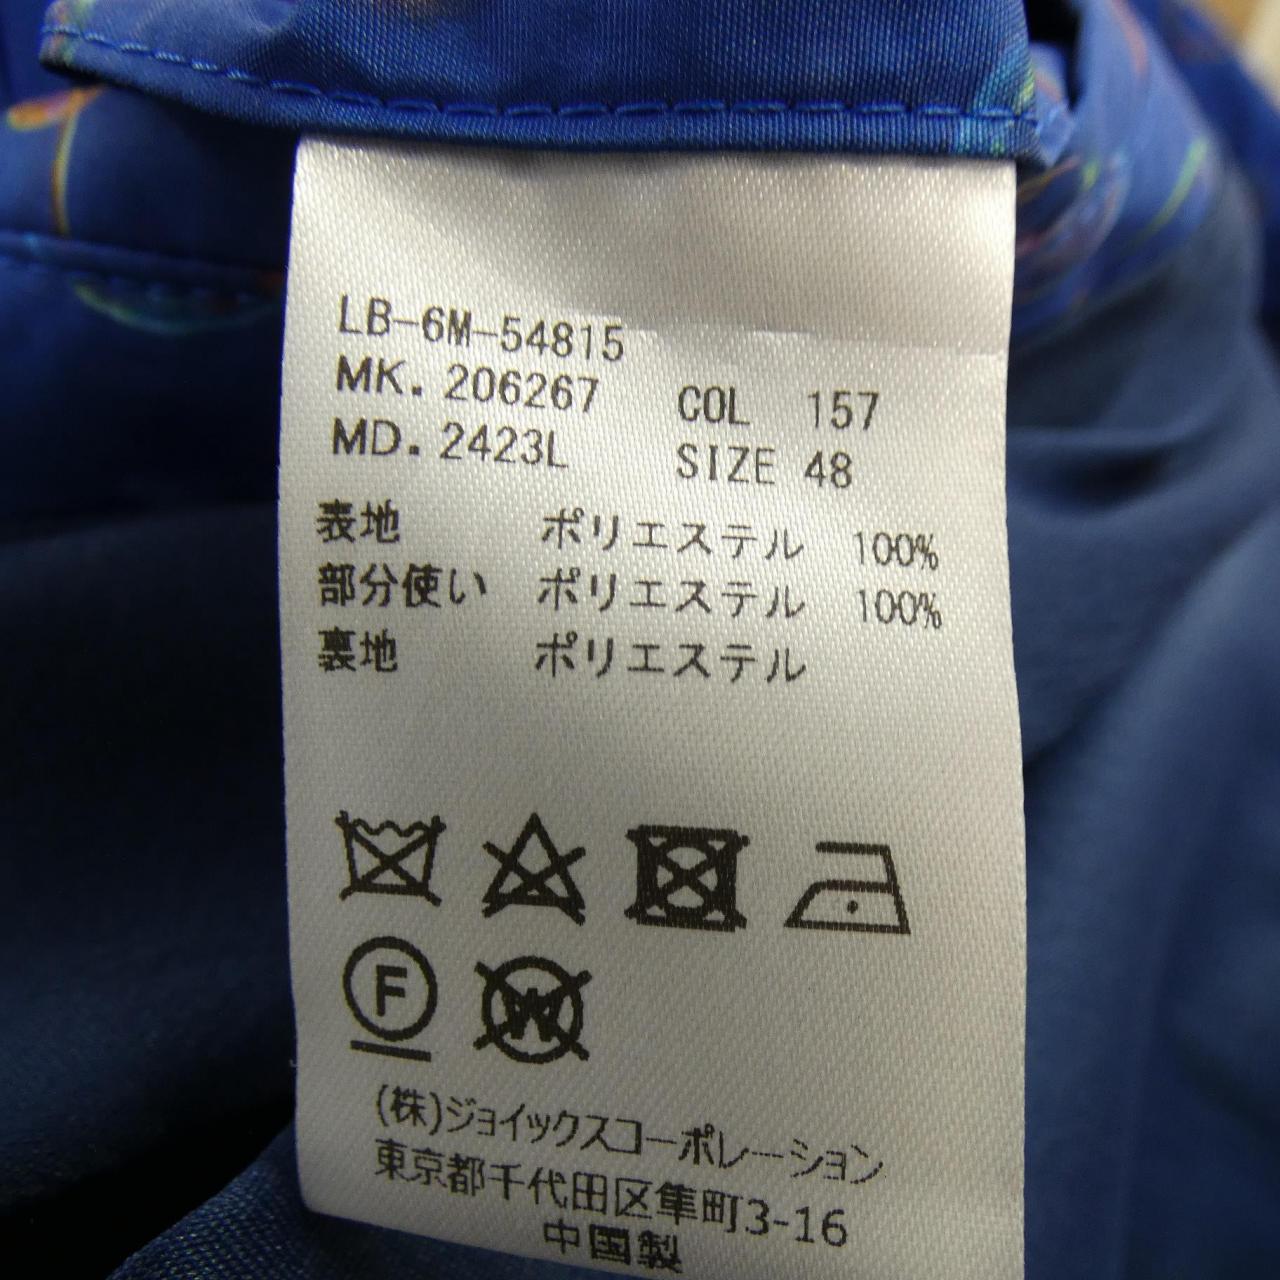 LB-6M-54815
MK. 206267 COL 157
MD. 2423L SIZE 48
表地 ポリエステル 100%
部分使い ポリエステル 100%
裏地 ポリエステル
F
W
(株)ジョイックスコーポレーション
東京都千代田区隼町3-16
中国製